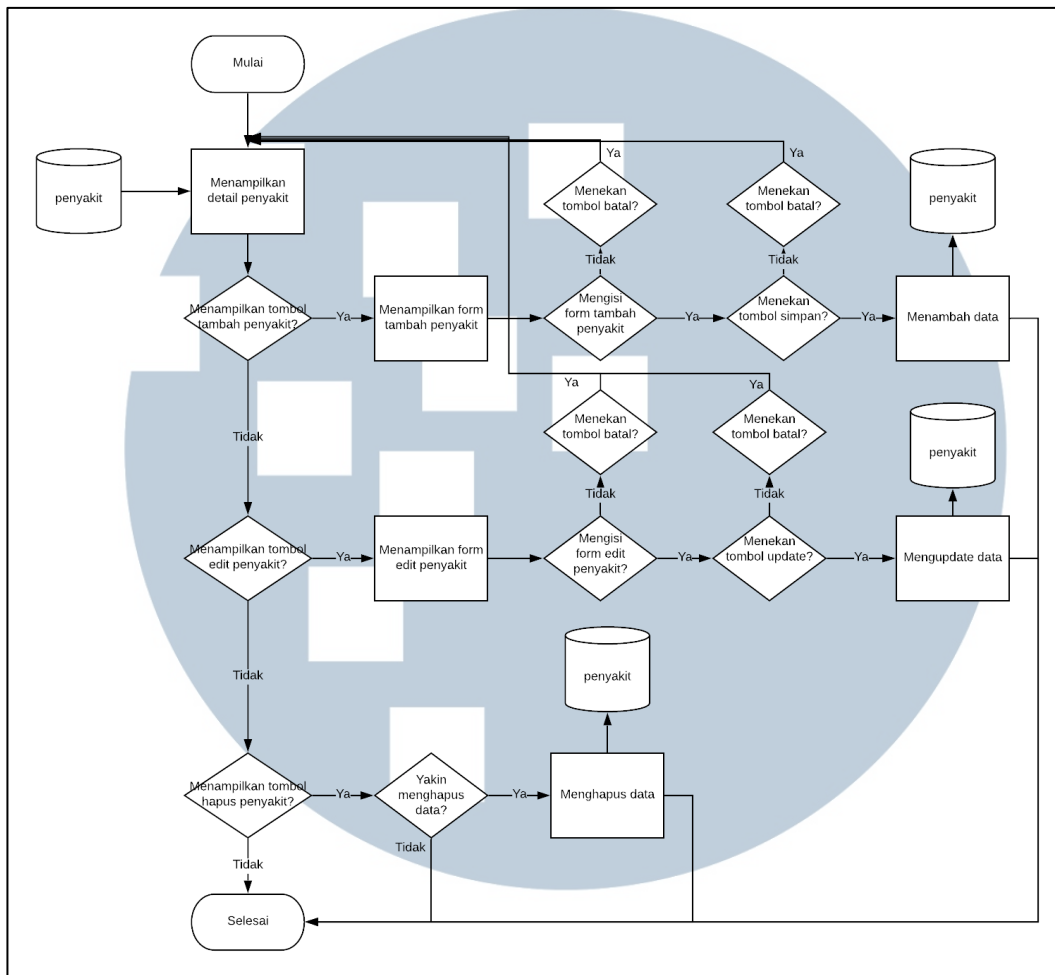 Mulai
penyakit
Menampilkan
detail penyakit
Ya
Menekan
tombol batal?
Ya
Menekan
tombol batal?
penyakit
Tidak
Tidak
Menampilkan tombol
tambah penyakit?
Ya
Menampilkan form
tambah penyakit
Mengisi
form tambah
penyakit
Ya
Menekan
tombol simpan?
Ya
Menambah data
Tidak
Ya
Menekan
tombol batal?
Ya
Menekan
tombol batal?
penyakit
Tidak
Tidak
Menampilkan tombol
edit penyakit?
Ya
Menampilkan form
edit penyakit
Mengisi
form edit
penyakit?
Ya
Menekan
tombol update?
Ya
Mengupdate data
Tidak
penyakit
Menampilkan tombol
hapus penyakit?
Ya
Yakin
menghapus
data?
Ya
Menghapus data
Tidak
Tidak
Selesai